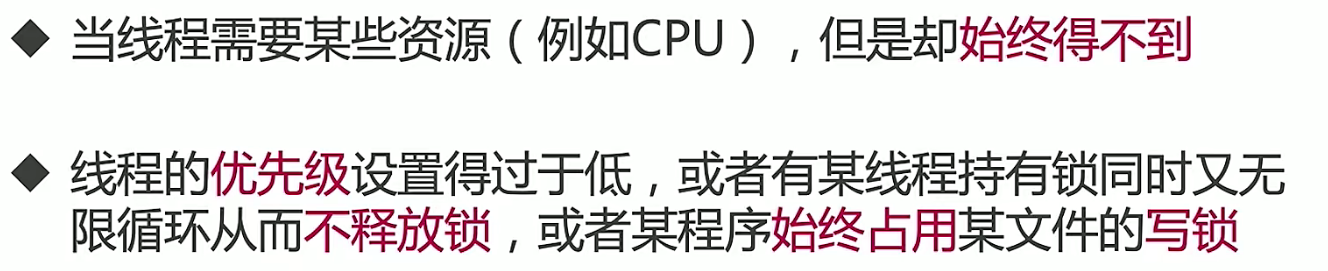 ◆ 当线程需要某些资源（例如CPU），但是却始终得不到
◆ 线程的优先级设置得过于低，或者有某线程持有锁同时又无
限循环从而不释放锁，或者某程序始终占用某文件的写锁